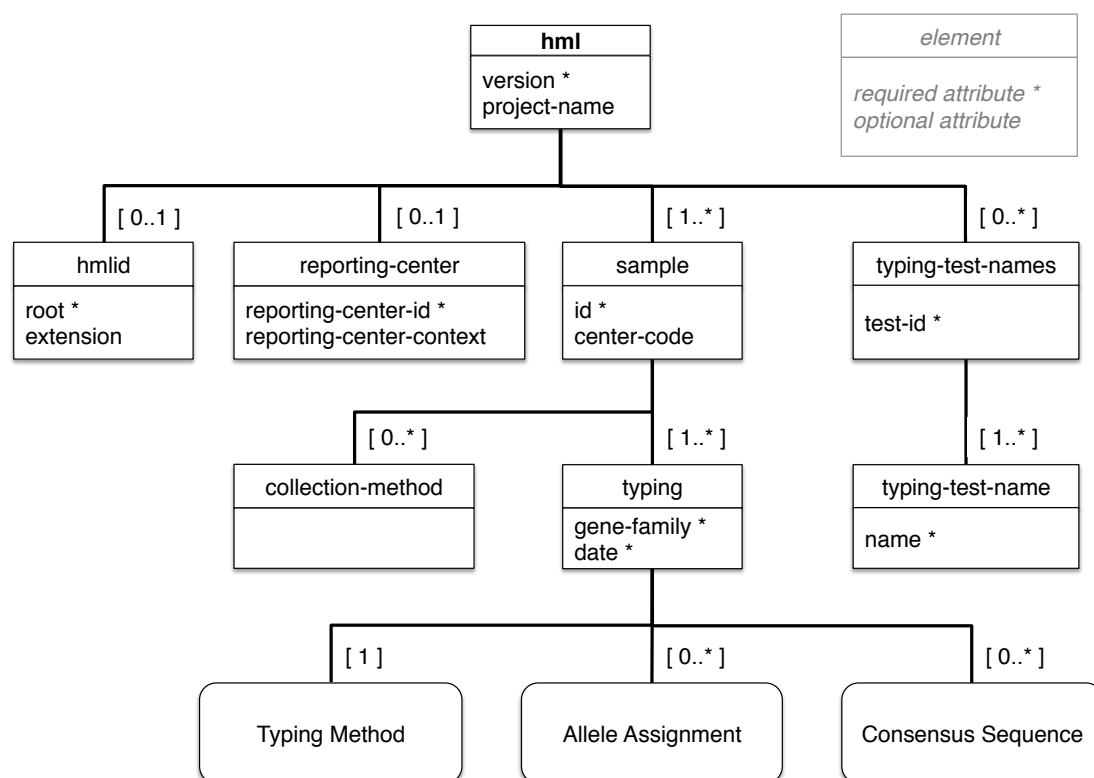 hml
version *
project-name
element
required attribute *
optional attribute
[ 0..1 ]
[ 0..1 ]
[ 1..* ]
[ 0..* ]
hmlid
root *
extension
reporting-center
reporting-center-id *
reporting-center-context
sample
id *
center-code
typing-test-names
test-id *
[ 0..* ]
[ 1..* ]
[ 1..* ]
collection-method
typing
gene-family *
date *
typing-test-name
name *
[ 1 ]
[ 0..* ]
[ 0..* ]
Typing Method
Allele Assignment
Consensus Sequence